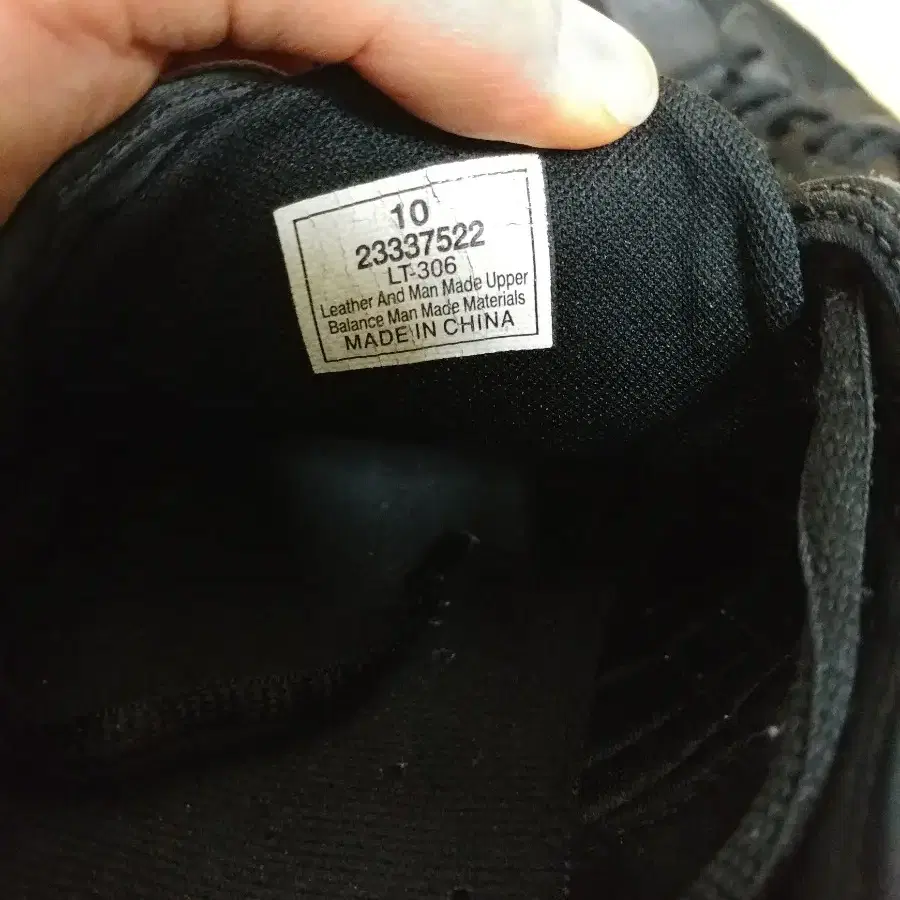 10
23337522
LT-306
Leather And Man Made Upper
Balance Man Made Materials
MADE IN CHINA